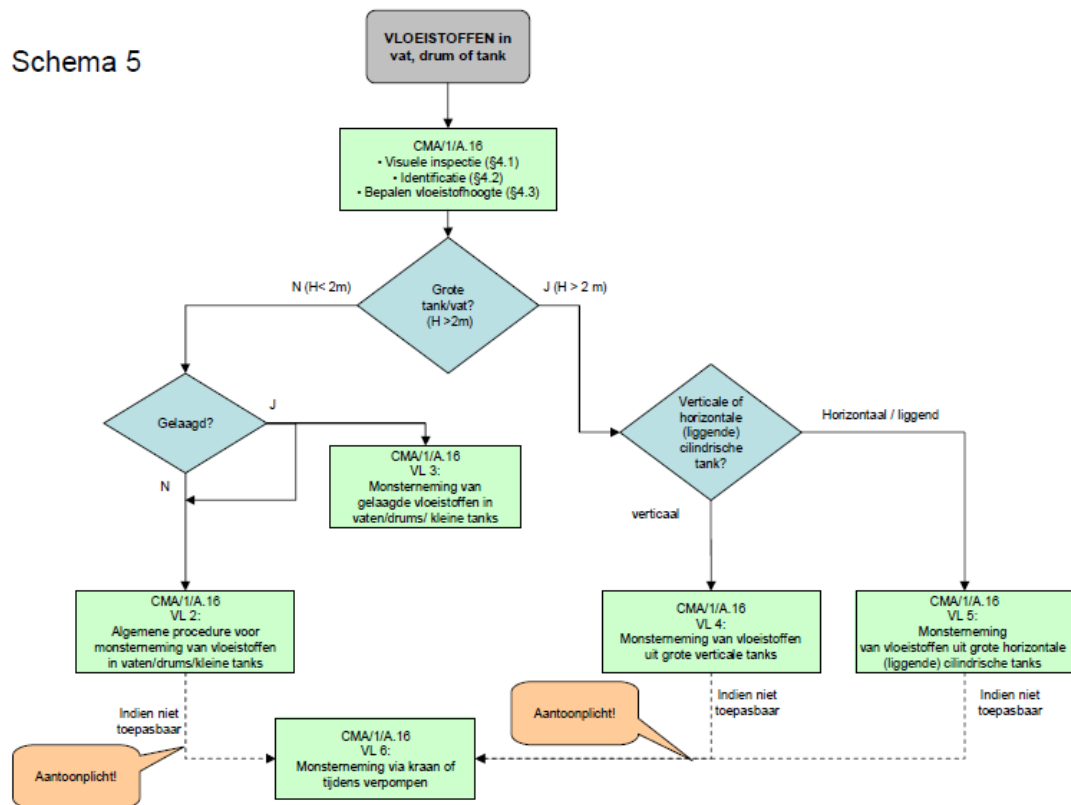 Schema 5
VLOEISTOFFEN in
vat, drum of tank
CMA/1/A.16
• Visuele inspectie (§4.1)
• Identificatie (§4.2)
• Bepalen vloeistofhoogte (§4.3)
N (H< 2m)
Grote
tank/vat?
(H >2m)
J (H > 2 m)
Gelaagd?
J
N
CMA/1/A.16
VL 3:
Monsterneming van
gelaagde vloeistoffen in
vaten/drums/ kleine tanks
Verticale of
horizontale
(liggende)
cilindrische
tank?
Horizontaal / liggend
verticaal
CMA/1/A.16
VL 2:
Algemene procedure voor
monsterneming van vloeistoffen
in vaten/drums/kleine tanks
CMA/1/A.16
VL 4:
Monsterneming van vloeistoffen
uit grote verticale tanks
CMA/1/A.16
VL 5:
Monsterneming
van vloeistoffen uit grote horizontale
(liggende) cilindrische tanks
Indien niet
toepasbaar
Aantoonplicht!
CMA/1/A.16
VL 6:
Monsterneming via kraan of
tijdens verpompen
Aantoonplicht!
Indien niet
toepasbaar
Indien niet
toepasbaar